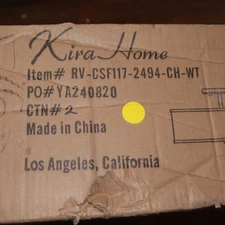 Kira Home
Item# RV-CSF117-2494-CH-WT
PO#YA240820
CTN#2
Made in China
Los Angeles, California